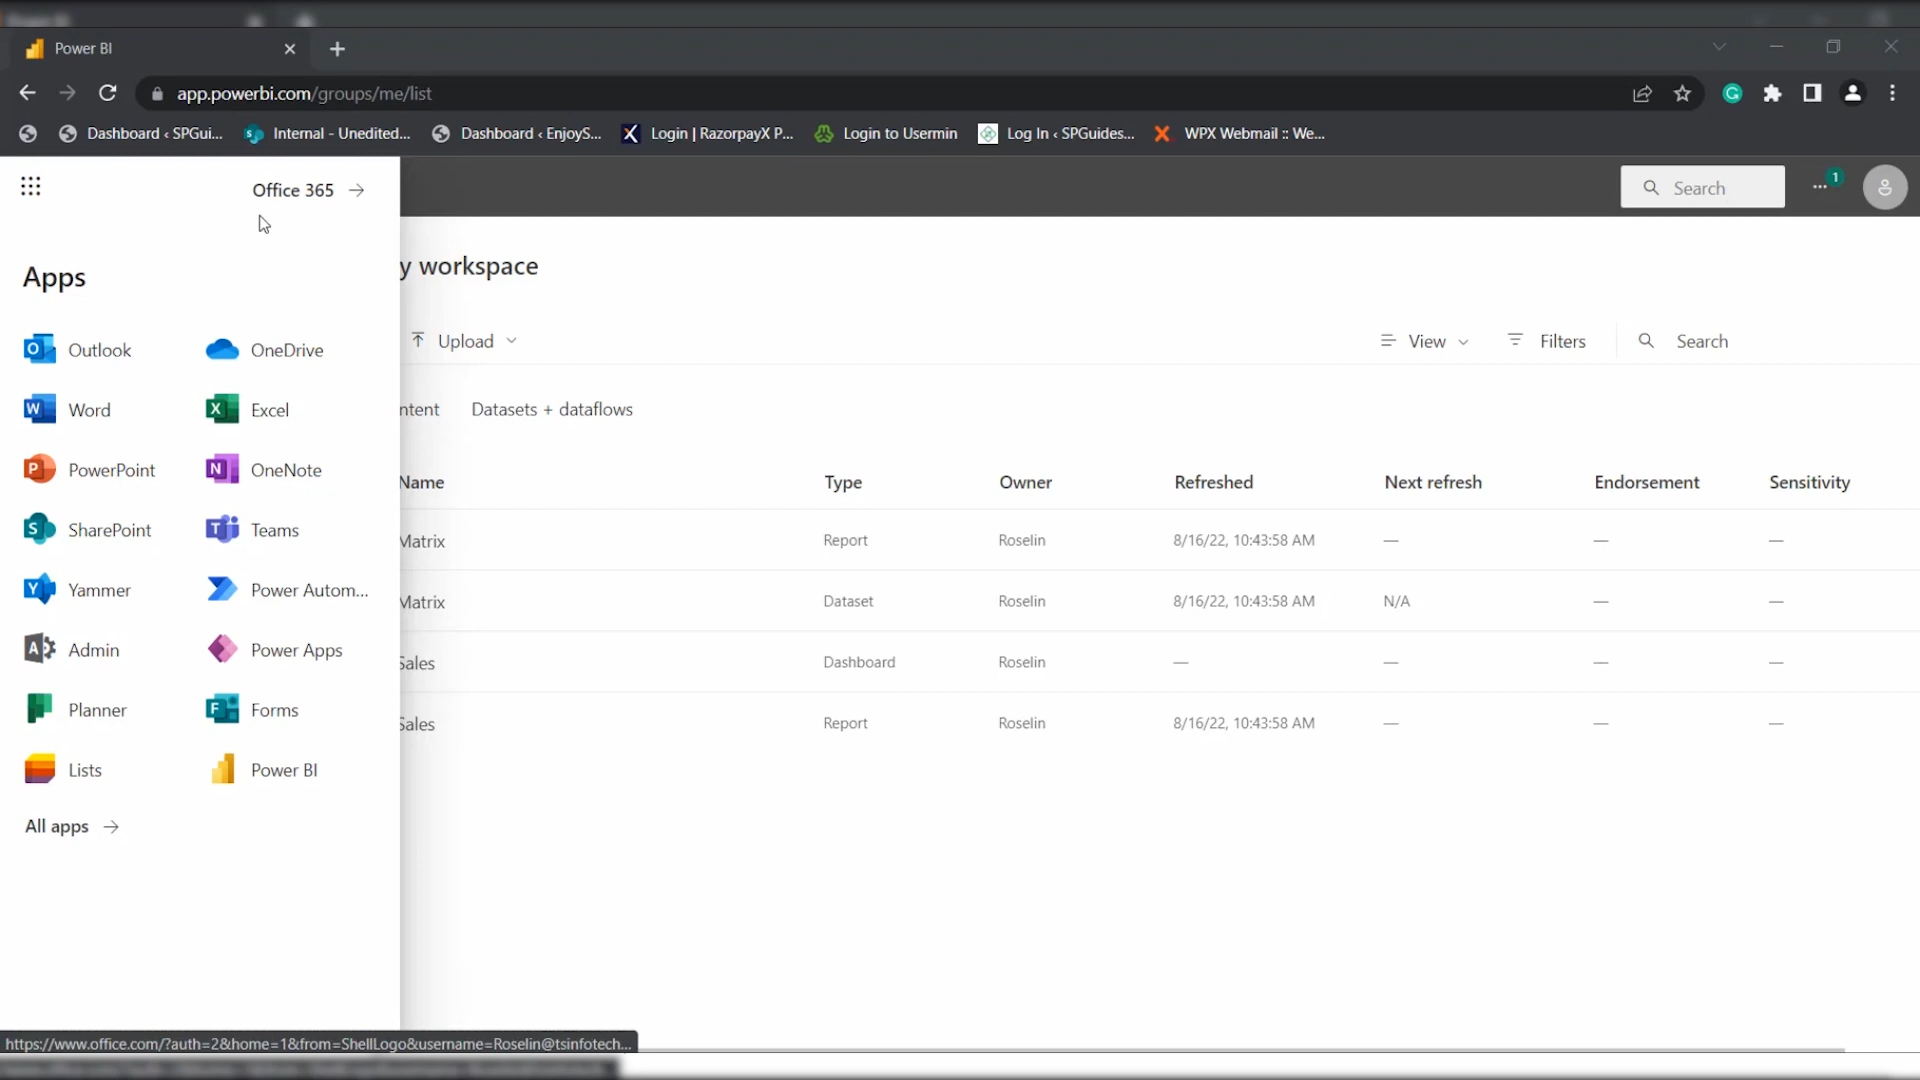 Power BI
app.powerbi.com/groups/me/list
Dashboard ‹ SPGui...
Internal - Unedited...
Dashboard ‹ EnjoyS...
Login | RazorpayX P...
Login to Usermin
Log In ‹ SPGuides...
WPX Webmail :: We...
Office 365
Search
1
Apps
y workspace
Outlook
OneDrive
Upload
View
Filters
Search
Word
Excel
ntent
Datasets + dataflows
PowerPoint
OneNote
Name
Type
Owner
Refreshed
Next refresh
Endorsement
Sensitivity
SharePoint
Teams
Matrix
Report
Roselin
8/16/22, 10:43:58 AM
—
—
—
Yammer
Power Autom...
Matrix
Dataset
Roselin
8/16/22, 10:43:58 AM
N/A
—
—
Admin
Power Apps
Sales
Dashboard
Roselin
—
—
—
—
Planner
Forms
Sales
Report
Roselin
8/16/22, 10:43:58 AM
—
—
—
Lists
Power BI
All apps
https://www.office.com/?auth=2&home=1&from=ShellLogo&username=Roselin@tsinfotech...